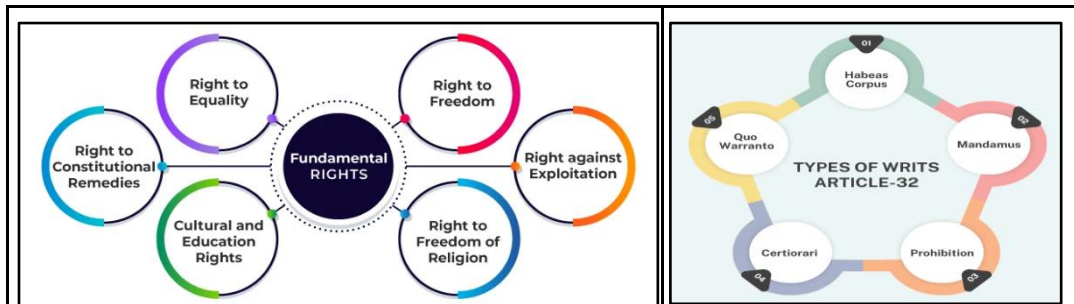 Right to
Equality
Right to
Freedom
Right to
Constitutional
Remedies
Fundamental
RIGHTS
Right against
Exploitation
Cultural and
Education
Rights
Right to
Freedom of
Religion
01
Habeas
Corpus
05
Quo
Warranto
02
Mandamus
TYPES OF WRITS
ARTICLE-32
Certiorari
04
Prohibition
03